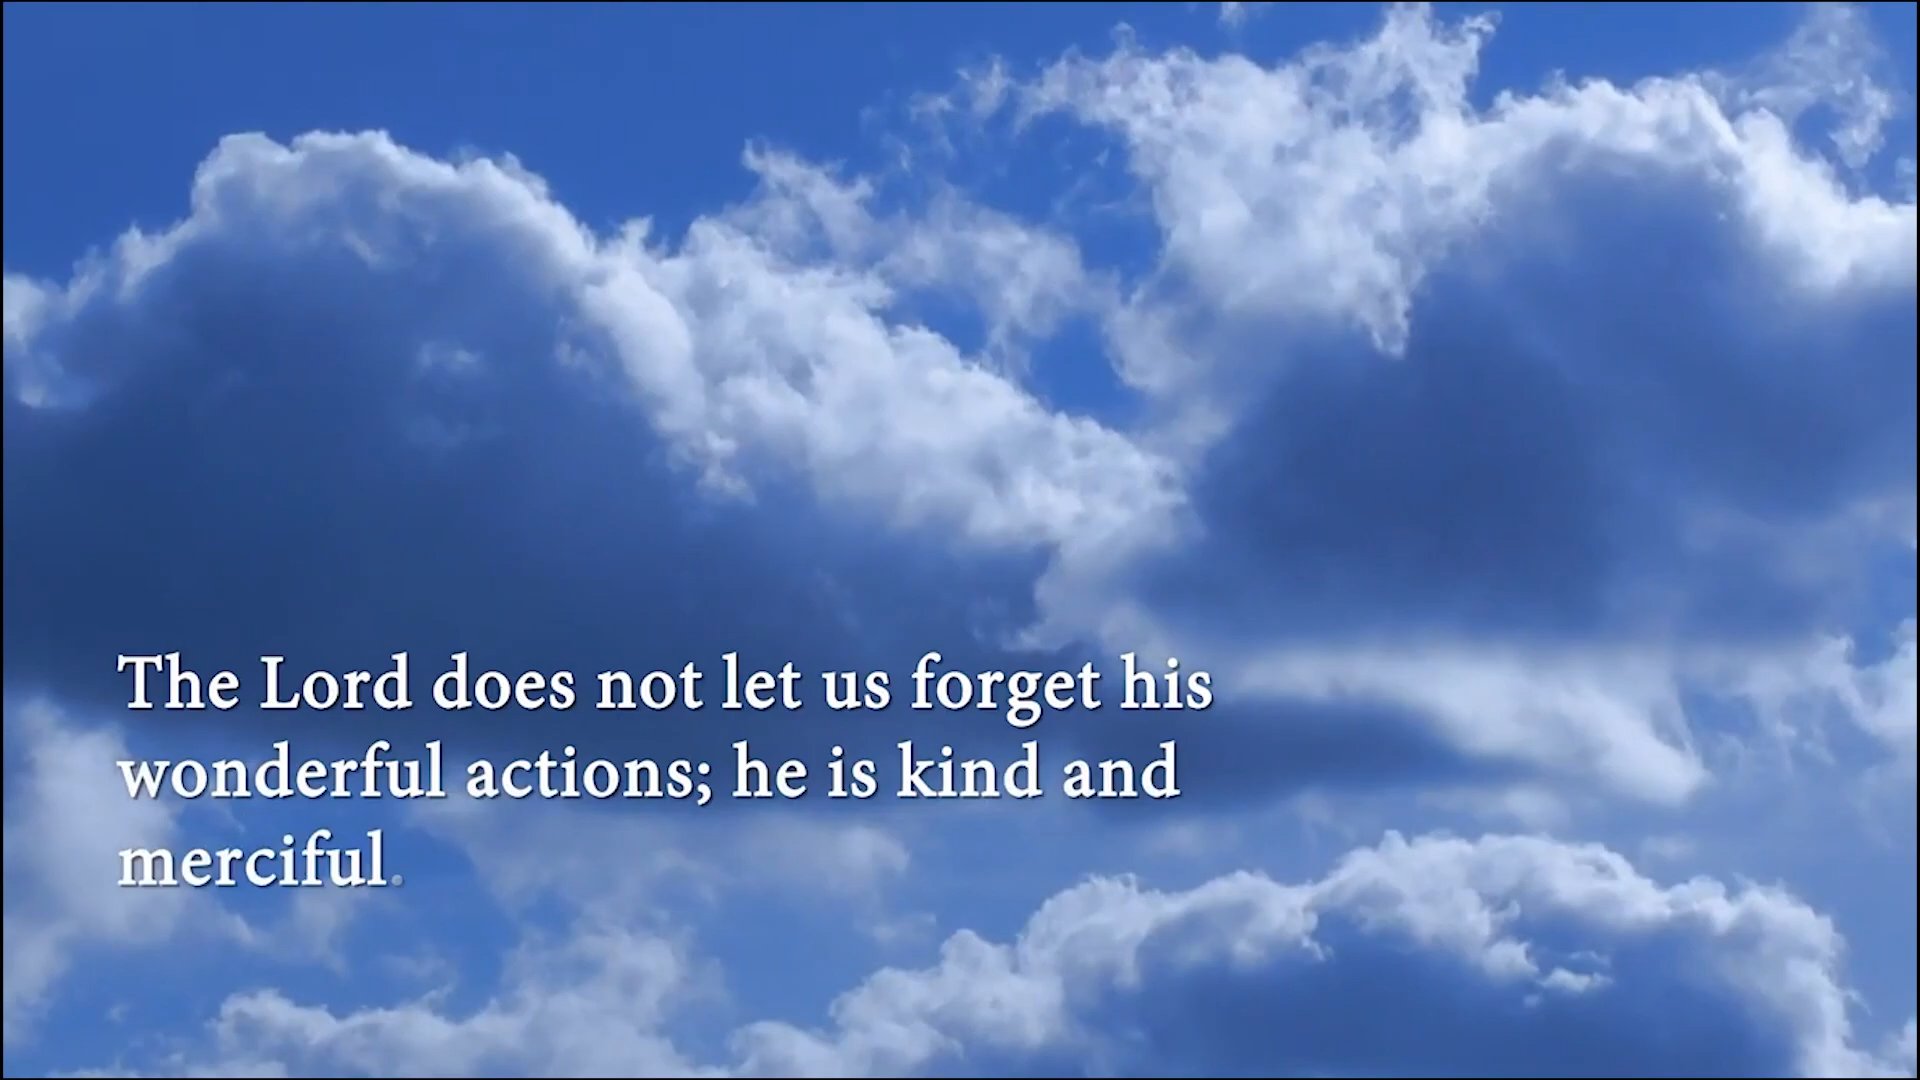 The Lord does not let us forget his
wonderful actions; he is kind and
merciful.